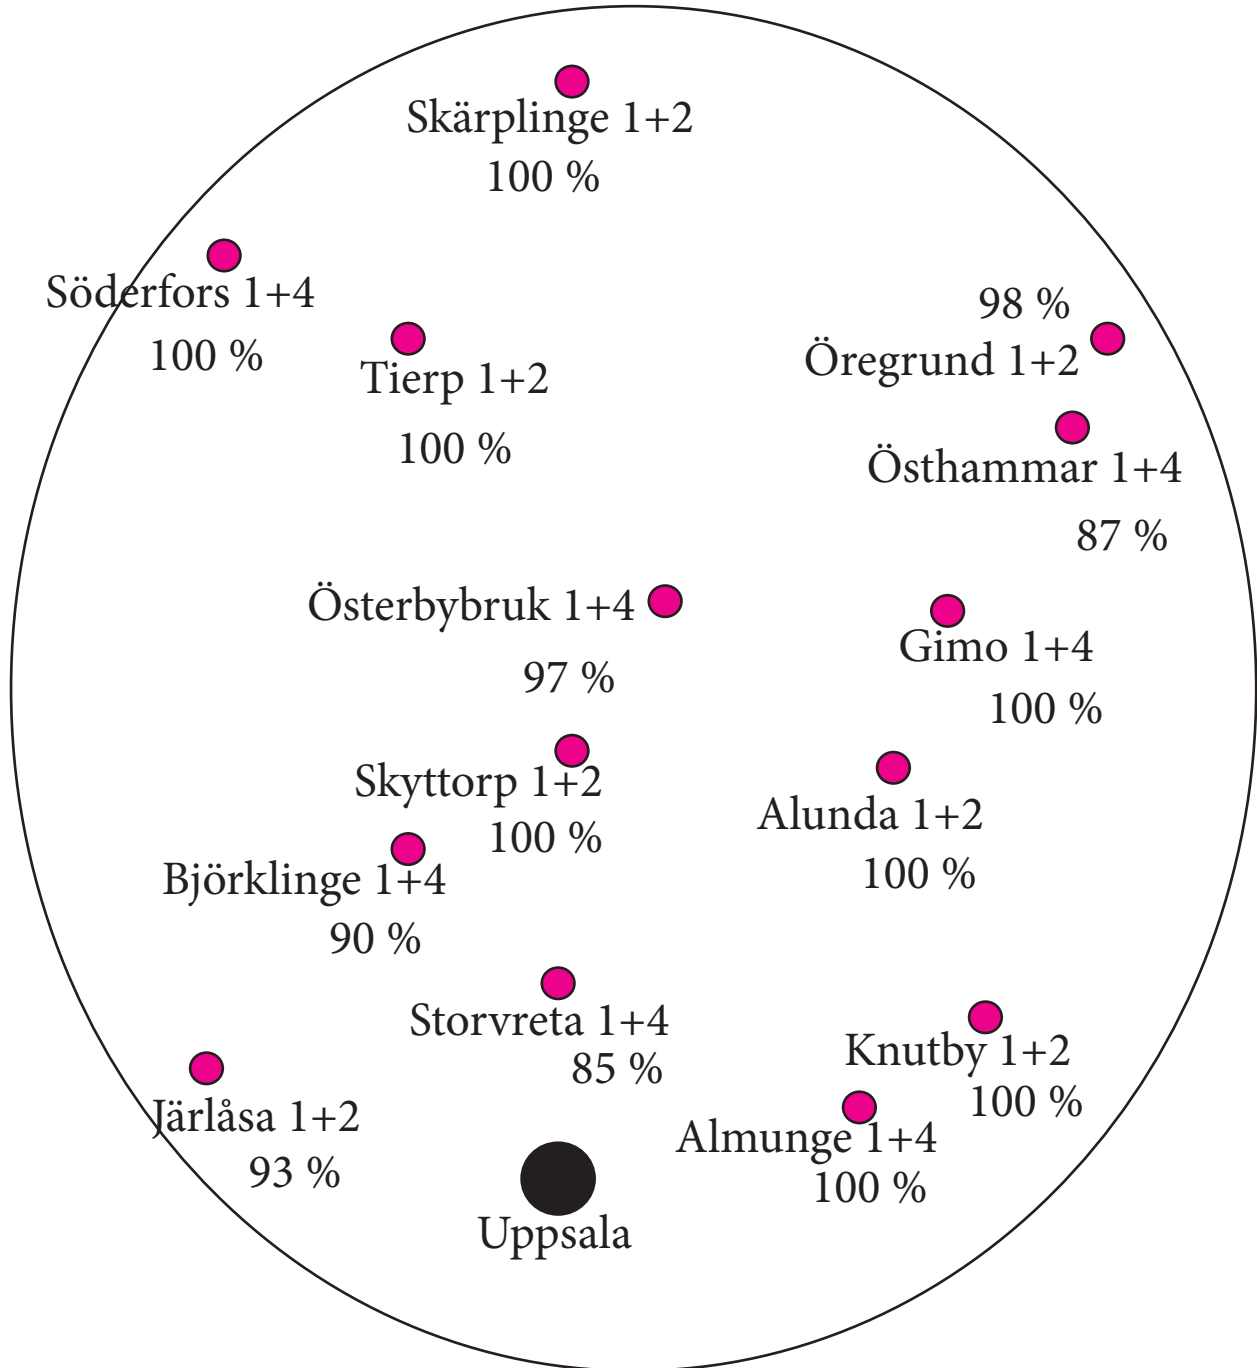 Skärplinge 1+2
100 %
Söderfors 1+4
100 %
Tierp 1+2
100 %
98 %
Öregrund 1+2
Östhammar 1+4
87 %
Österbybruk 1+4
97 %
Gimo 1+4
100 %
Skyttorp 1+2
100 %
Alunda 1+2
100 %
Björklinge 1+4
90 %
Storvreta 1+4
85 %
Knutby 1+2
100 %
Järlåsa 1+2
93 %
Almunge 1+4
100 %
Uppsala